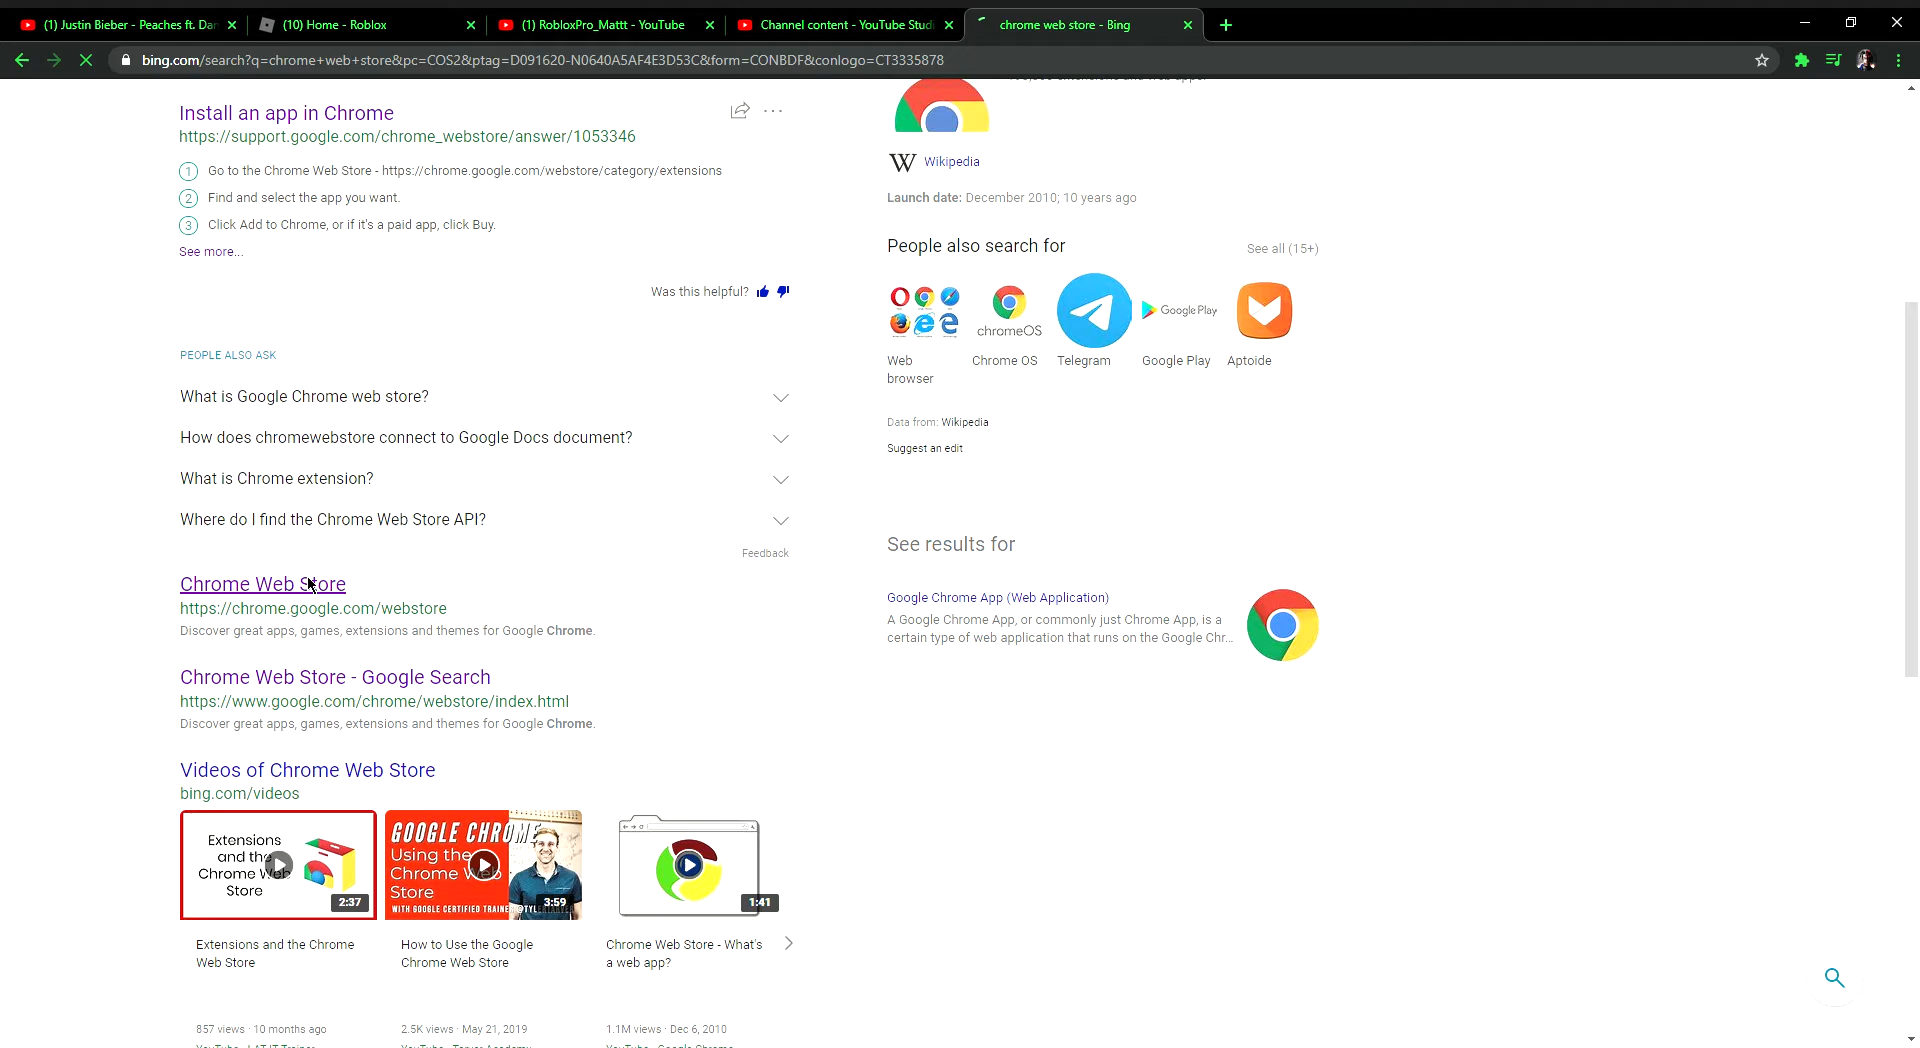 (1) Justin Bieber - Peaches ft. Dan
(10) Home - Roblox
(1) RobloxPro_Mattt - YouTube
Channel content - YouTube Studi
chrome web store - Bing
bing.com/search?q=chrome+web+store&pc=COS2&ptag=D091620-N0640A5AF4E3D53C&form=CONBDF&conlogo=CT3335878
Install an app in Chrome
https://support.google.com/chrome_webstore/answer/1053346
1 Go to the Chrome Web Store - https://chrome.google.com/webstore/category/extensions
2 Find and select the app you want.
3 Click Add to Chrome, or if it's a paid app, click Buy.
See more...
Was this helpful?
PEOPLE ALSO ASK
What is Google Chrome web store?
How does chromewebstore connect to Google Docs document?
What is Chrome extension?
Where do I find the Chrome Web Store API?
Feedback
Chrome Web Store
https://chrome.google.com/webstore
Discover great apps, games, extensions and themes for Google Chrome.
Chrome Web Store - Google Search
https://www.google.com/chrome/webstore/index.html
Discover great apps, games, extensions and themes for Google Chrome.
Videos of Chrome Web Store
bing.com/videos
Extensions
and the
Chrome Web
Store
2:37
GOOGLE CHROME
Using the
Chrome Web
Store
WITH GOOGLE CERTIFIED TRAINER
3:59
1:41
Extensions and the Chrome
Web Store
How to Use the Google
Chrome Web Store
Chrome Web Store - What's
a web app?
857 views · 10 months ago
2.5K views · May 21, 2019
1.1M views · Dec 6, 2010
W Wikipedia
Launch date: December 2010; 10 years ago
People also search for
See all (15+)
chromeOS
Google Play
Web
browser
Chrome OS
Telegram
Google Play
Aptoide
Data from: Wikipedia
Suggest an edit
See results for
Google Chrome App (Web Application)
A Google Chrome App, or commonly just Chrome App, is a
certain type of web application that runs on the Google Chr...